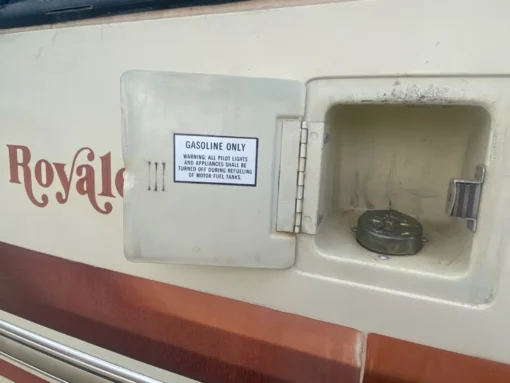 Royale
GASOLINE ONLY
WARNING: ALL PILOT LIGHTS
AND APPLIANCES SHALL BE
TURNED OFF DURING REFUELING
OF MOTOR FUEL TANKS.